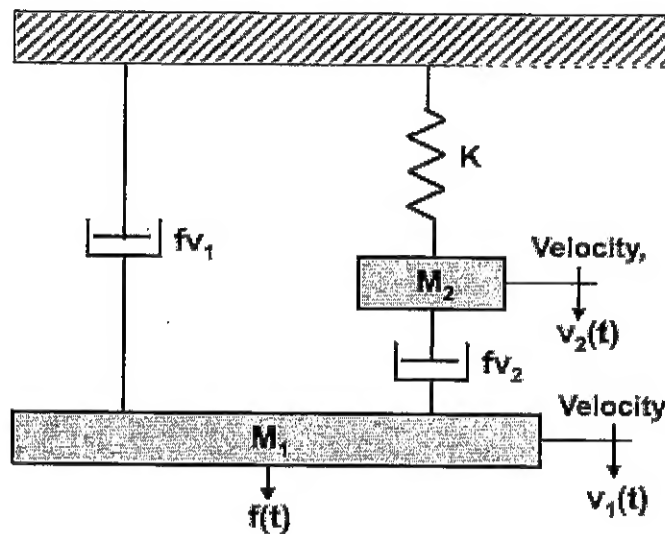 K
fv₁
Velocity,
M₂
v₂(t)
fv₂
Velocity
M₁
f(t)
v₁(t)